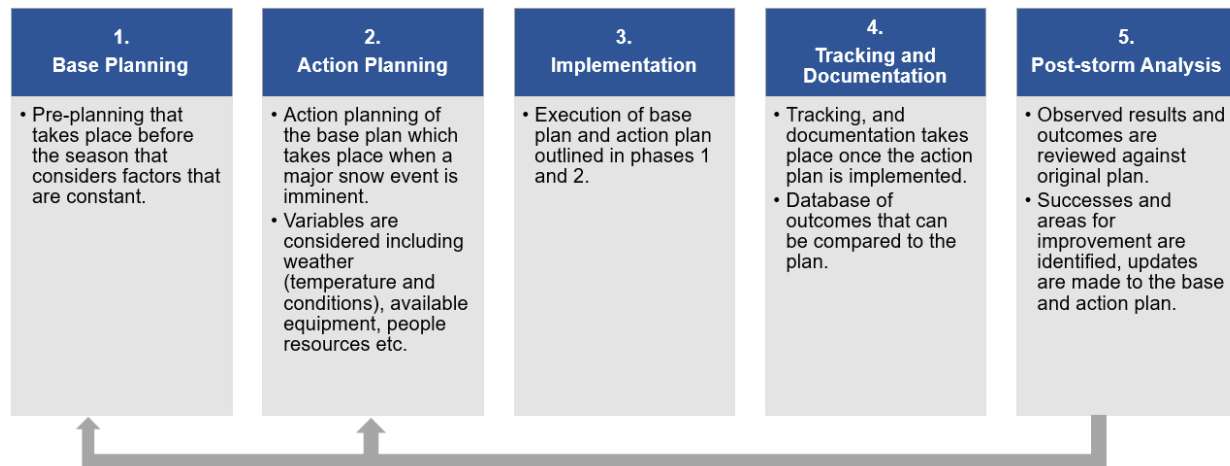 1.
Base Planning
• Pre-planning that
takes place before
the season that
considers factors that
are constant.
2.
Action Planning
• Action planning of
the base plan which
takes place when a
major snow event is
imminent.
• Variables are
considered including
weather
(temperature and
conditions), available
equipment, people
resources etc.
3.
Implementation
• Execution of base
plan and action plan
outlined in phases 1
and 2.
4.
Tracking and
Documentation
• Tracking, and
documentation takes
place once the action
plan is implemented.
• Database of
outcomes that can
be compared to the
plan.
5.
Post-storm Analysis
• Observed results and
outcomes are
reviewed against
original plan.
• Successes and
areas for
improvement are
identified, updates
are made to the base
and action plan.